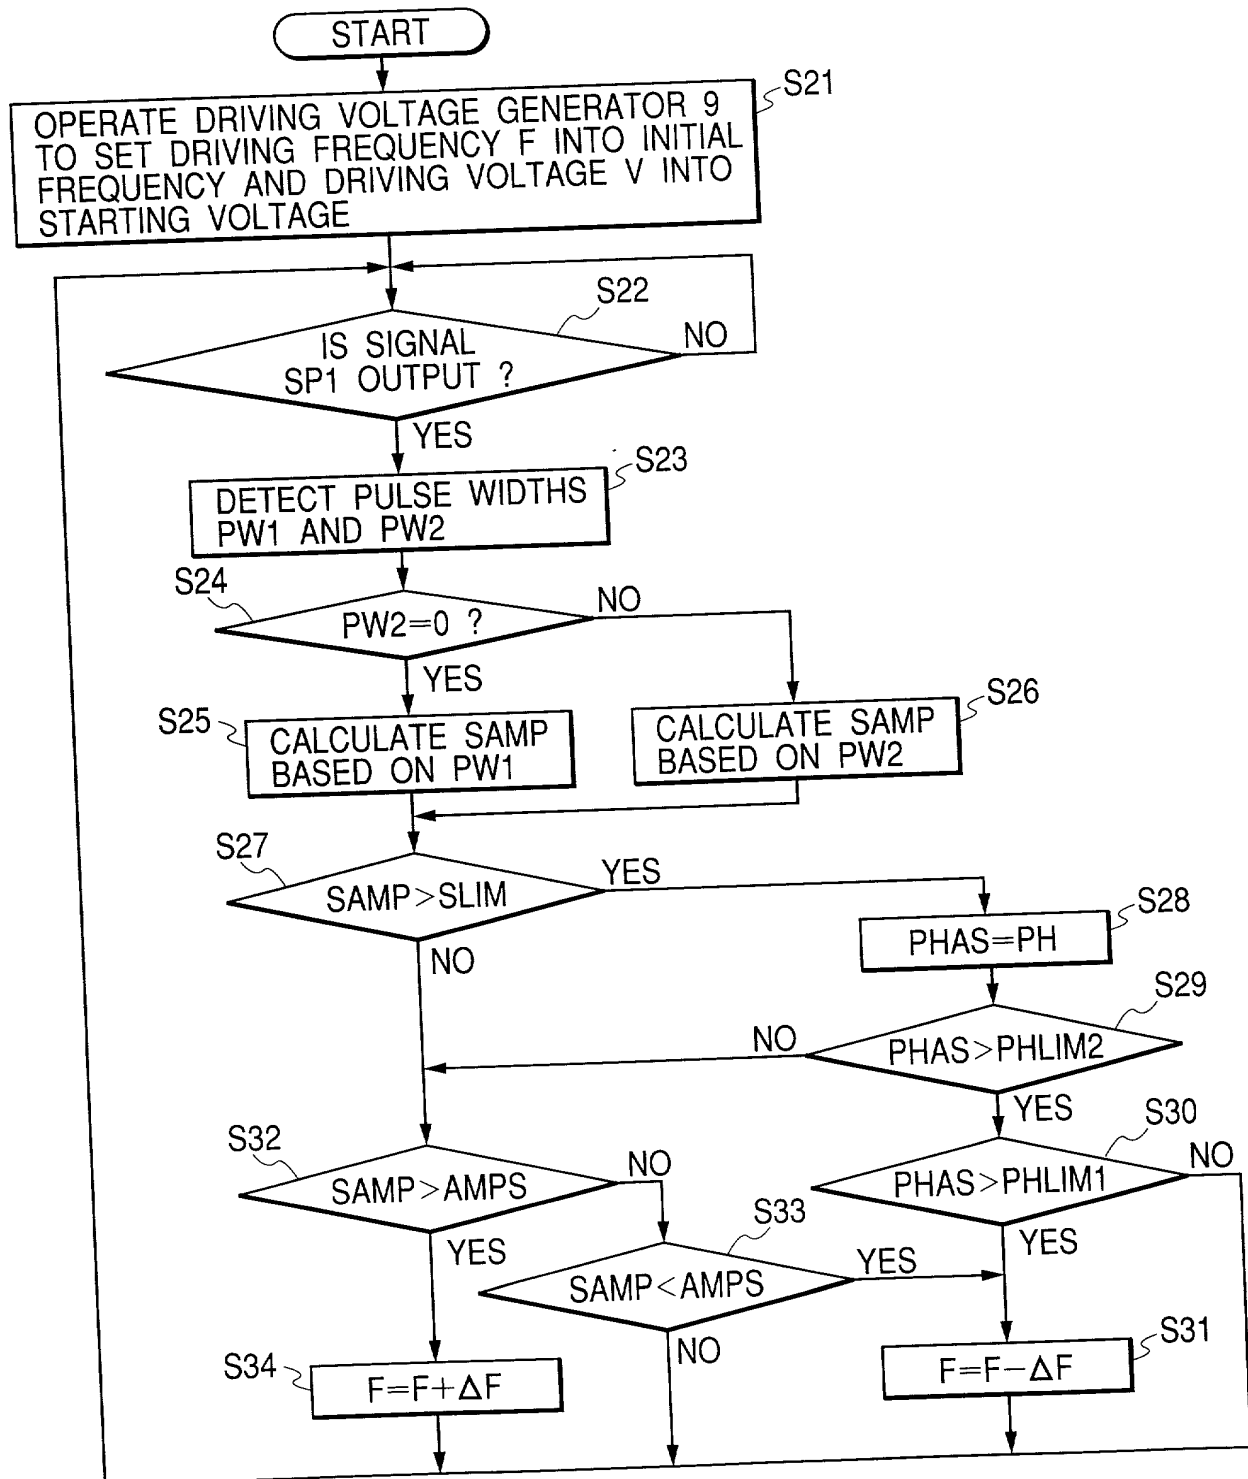 START
S21
OPERATE DRIVING VOLTAGE GENERATOR 9
TO SET DRIVING FREQUENCY F INTO INITIAL
FREQUENCY AND DRIVING VOLTAGE V INTO
STARTING VOLTAGE
S22
IS SIGNAL
SP1 OUTPUT ?
NO
YES
S23
DETECT PULSE WIDTHS
PW1 AND PW2
S24
PW2=0 ?
NO
YES
S25
CALCULATE SAMP
BASED ON PW1
S26
CALCULATE SAMP
BASED ON PW2
S27
SAMP>SLIM
YES
NO
S28
PHAS=PH
S29
PHAS>PHLIM2
NO
YES
S30
PHAS>PHLIM1
NO
YES
S32
SAMP>AMPS
NO
YES
S33
SAMP<AMPS
YES
NO
S34
F=F+ΔF
S31
F=F−ΔF